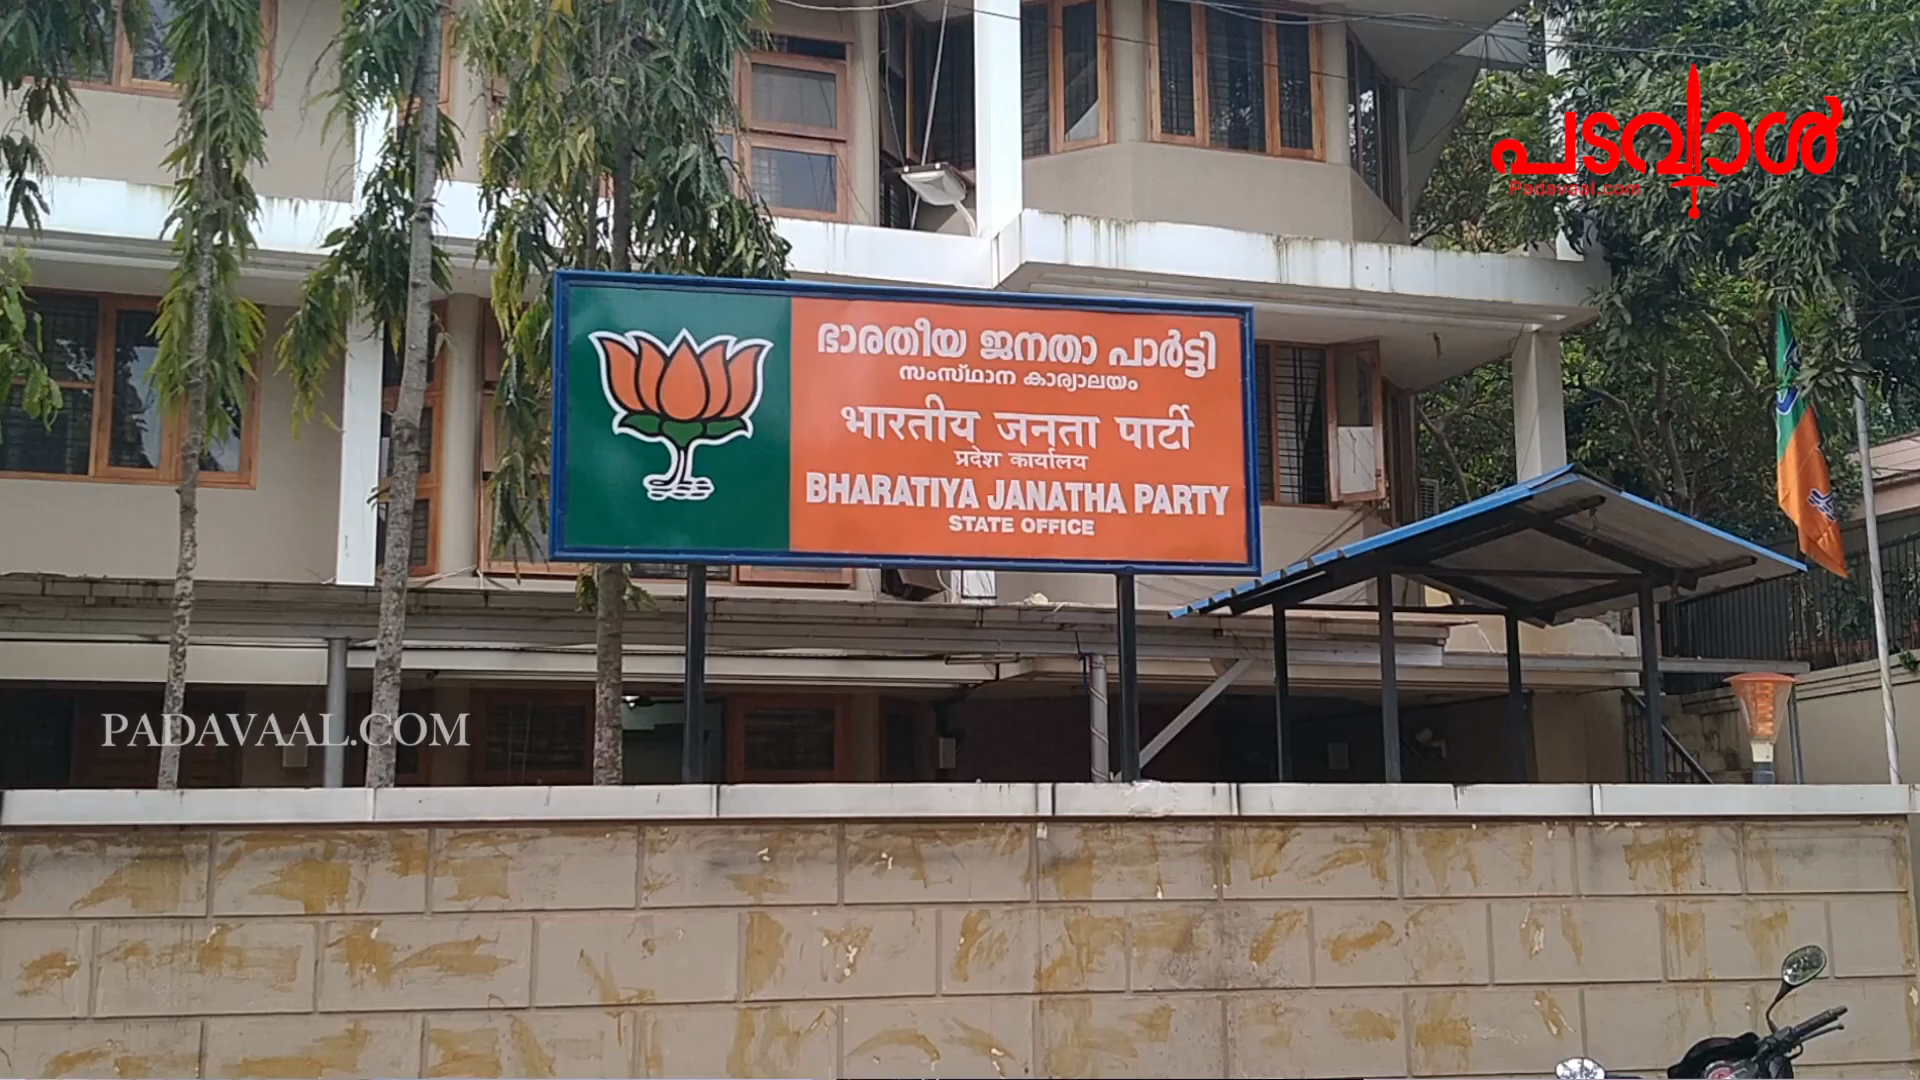 പടവാൾ
Padavaal.com
ഭാരതീയ ജനതാ പാർട്ടി
സംസ്ഥാന കാര്യാലയം
भारतीय जनता पार्टी
प्रदेश कार्यालय
BHARATIYA JANATHA PARTY
STATE OFFICE
PADAVAAL.COM